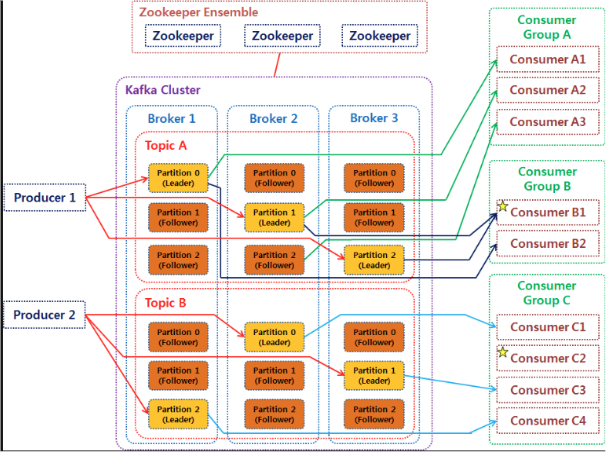 Zookeeper Ensemble
Zookeeper
Zookeeper
Zookeeper
Kafka Cluster
Broker 1
Broker 2
Broker 3
Topic A
Partition 0
(Leader)
Partition 0
(Follower)
Partition 0
(Follower)
Partition 1
(Follower)
Partition 1
(Leader)
Partition 1
(Follower)
Partition 2
(Follower)
Partition 2
(Follower)
Partition 2
(Leader)
Topic B
Partition 0
(Follower)
Partition 0
(Leader)
Partition 0
(Follower)
Partition 1
(Follower)
Partition 1
(Follower)
Partition 1
(Leader)
Partition 2
(Leader)
Partition 2
(Follower)
Partition 2
(Follower)
Producer 1
Producer 2
Consumer
Group A
Consumer A1
Consumer A2
Consumer A3
Consumer
Group B
Consumer B1
Consumer B2
Consumer
Group C
Consumer C1
Consumer C2
Consumer C3
Consumer C4